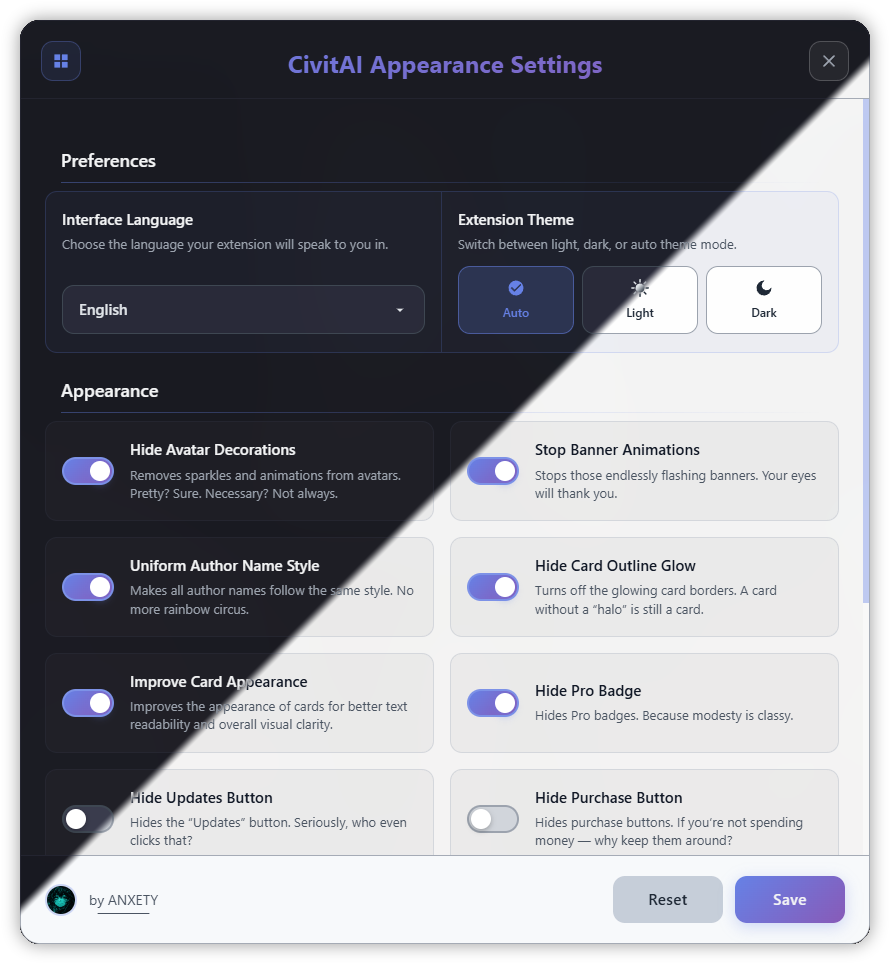 CivitAI Appearance Settings
Preferences
Interface Language
Choose the language your extension will speak to you in.
English
Extension Theme
Switch between light, dark, or auto theme mode.
Auto
Light
Dark
Appearance
Hide Avatar Decorations
Removes sparkles and animations from avatars.
Pretty? Sure. Necessary? Not always.
Stop Banner Animations
Stops those endlessly flashing banners. Your eyes
will thank you.
Uniform Author Name Style
Makes all author names follow the same style. No
more rainbow circus.
Hide Card Outline Glow
Turns off the glowing card borders. A card
without a “halo” is still a card.
Improve Card Appearance
Improves the appearance of cards for better text
readability and overall visual clarity.
Hide Pro Badge
Hides Pro badges. Because modesty is classy.
Hide Updates Button
Hides the “Updates” button. Seriously, who even
clicks that?
Hide Purchase Button
Hides purchase buttons. If you’re not spending
money — why keep them around?
by ANXETY
Reset
Save